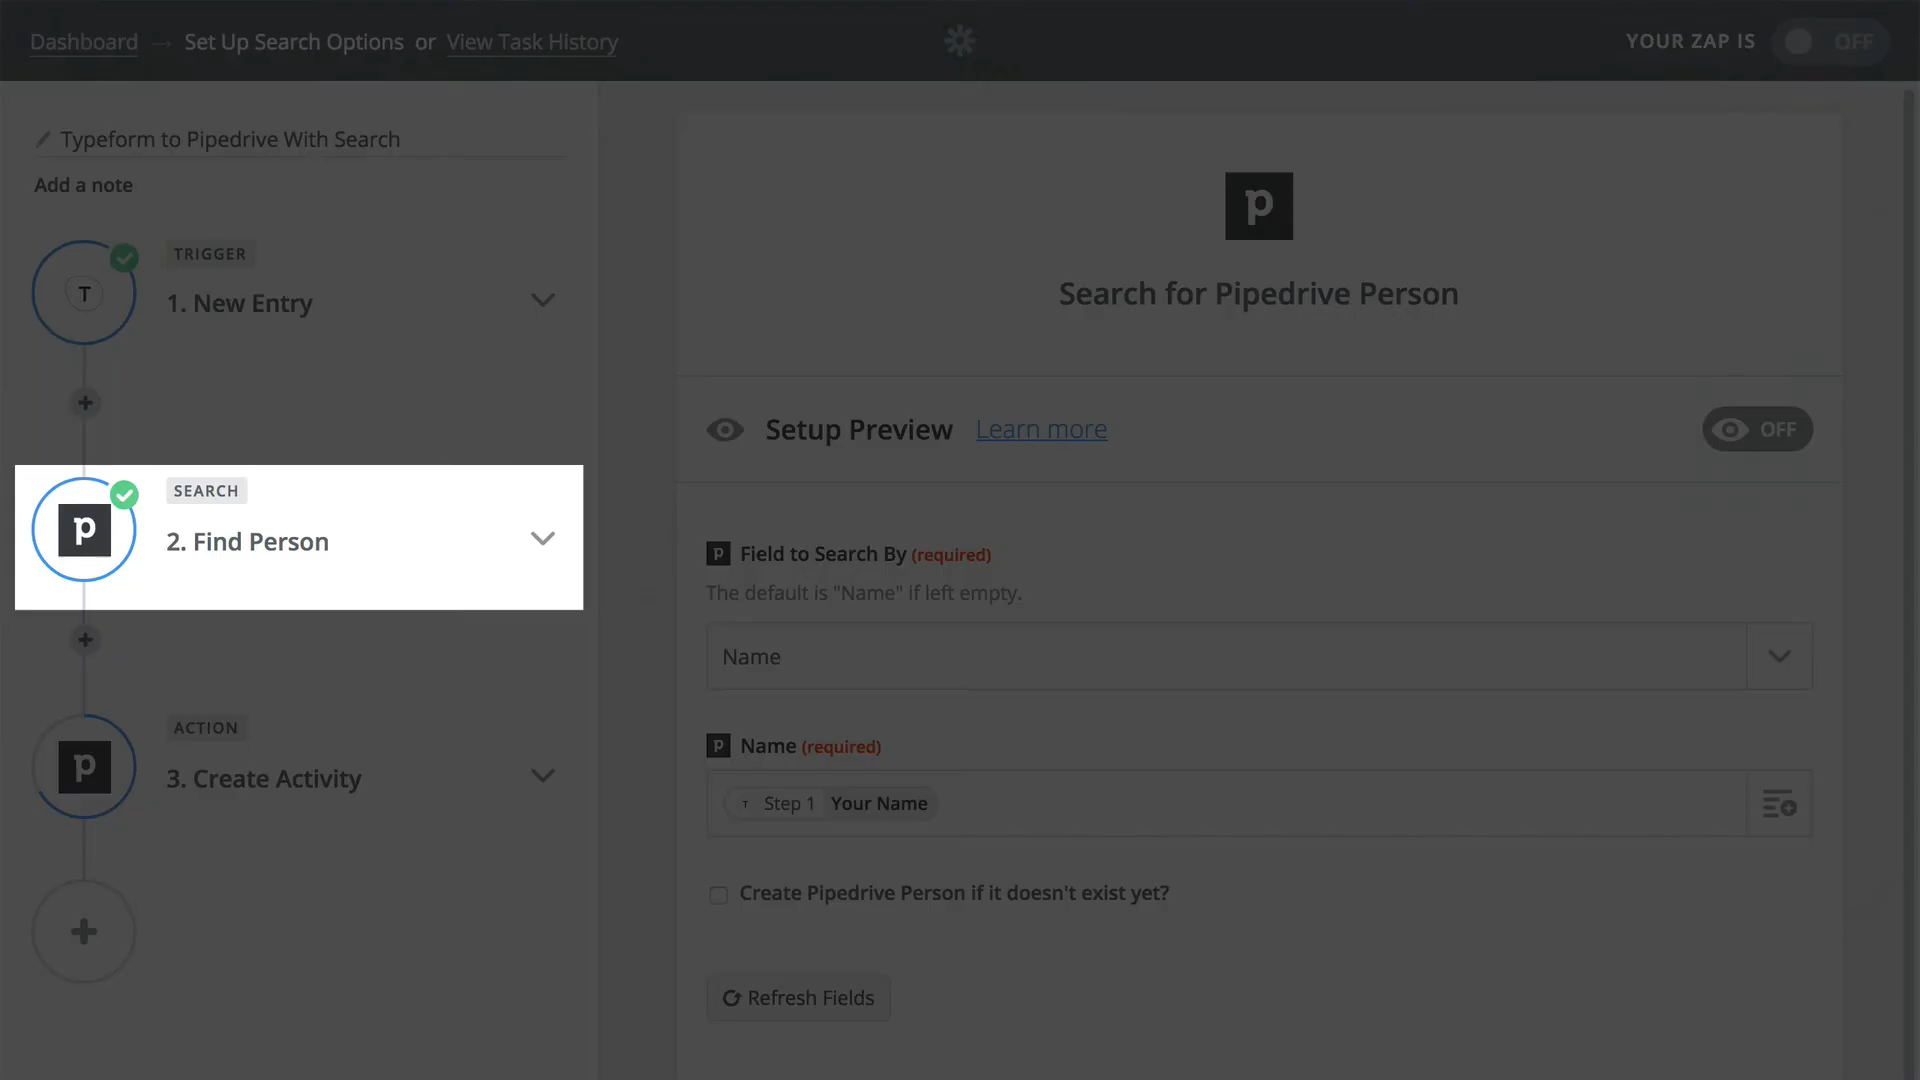 Dashboard → Set Up Search Options or View Task History
YOUR ZAP IS OFF
Typeform to Pipedrive With Search
Add a note
TRIGGER
T
1. New Entry
SEARCH
p
2. Find Person
ACTION
p
3. Create Activity
p
Search for Pipedrive Person
Setup Preview Learn more
OFF
p Field to Search By (required)
The default is "Name" if left empty.
Name
p Name (required)
T Step 1 Your Name
Create Pipedrive Person if it doesn't exist yet?
Refresh Fields